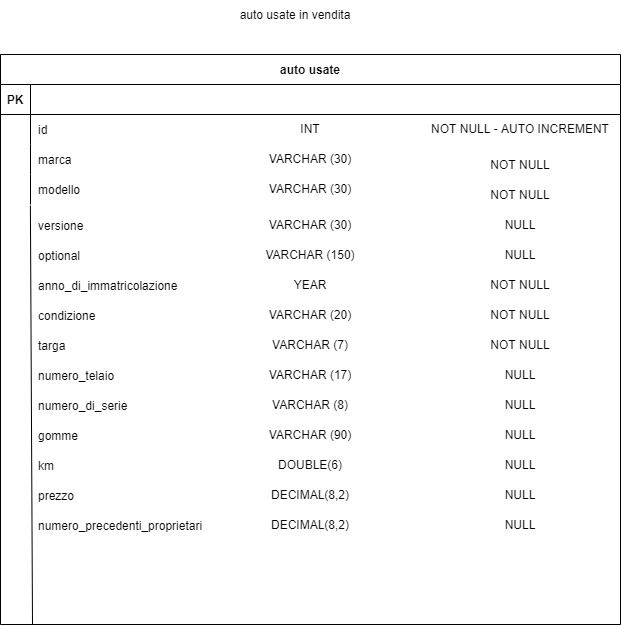 auto usate in vendita
auto usate
PK
id INT NOT NULL - AUTO INCREMENT
marca VARCHAR (30) NOT NULL
modello VARCHAR (30) NOT NULL
versione VARCHAR (30) NULL
optional VARCHAR (150) NULL
anno_di_immatricolazione YEAR NOT NULL
condizione VARCHAR (20) NOT NULL
targa VARCHAR (7) NOT NULL
numero_telaio VARCHAR (17) NULL
numero_di_serie VARCHAR (8) NULL
gomme VARCHAR (90) NULL
km DOUBLE(6) NULL
prezzo DECIMAL(8,2) NULL
numero_precedenti_proprietari DECIMAL(8,2) NULL